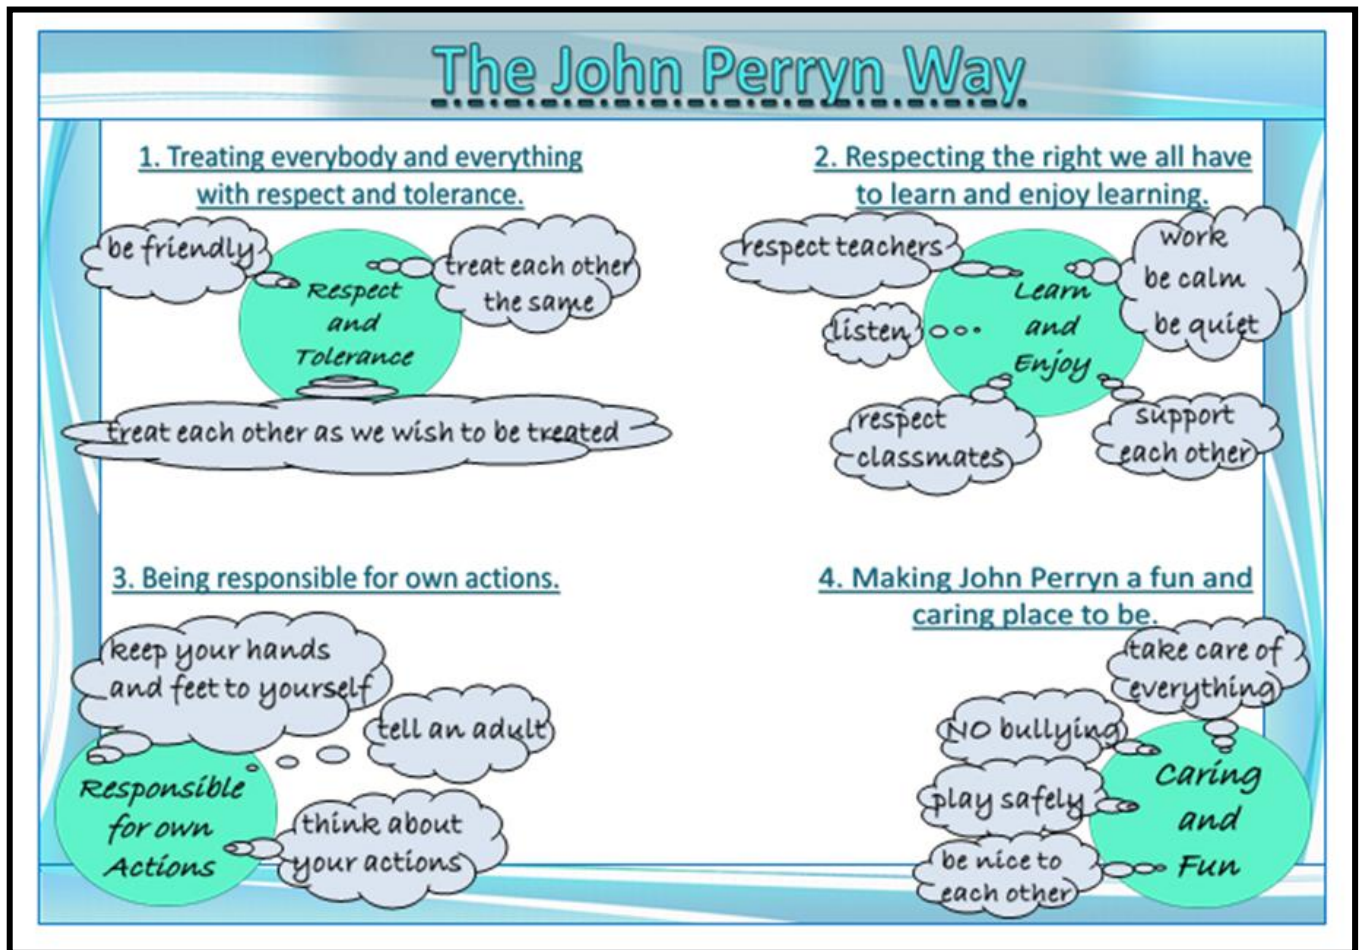 The John Perryn Way
1. Treating everybody and everything
with respect and tolerance.
be friendly
treat each other
the same
Respect
and
Tolerance
treat each other as we wish to be treated
2. Respecting the right we all have
to learn and enjoy learning.
respect teachers
work
be calm
be quiet
listen
Learn
and
Enjoy
respect
classmates
support
each other
3. Being responsible for own actions.
keep your hands
and feet to yourself
tell an adult
Responsible
for own
Actions
think about
your actions
4. Making John Perryn a fun and
caring place to be.
take care of
everything
NO bullying
play safely
be nice to
each other
Caring
and
Fun